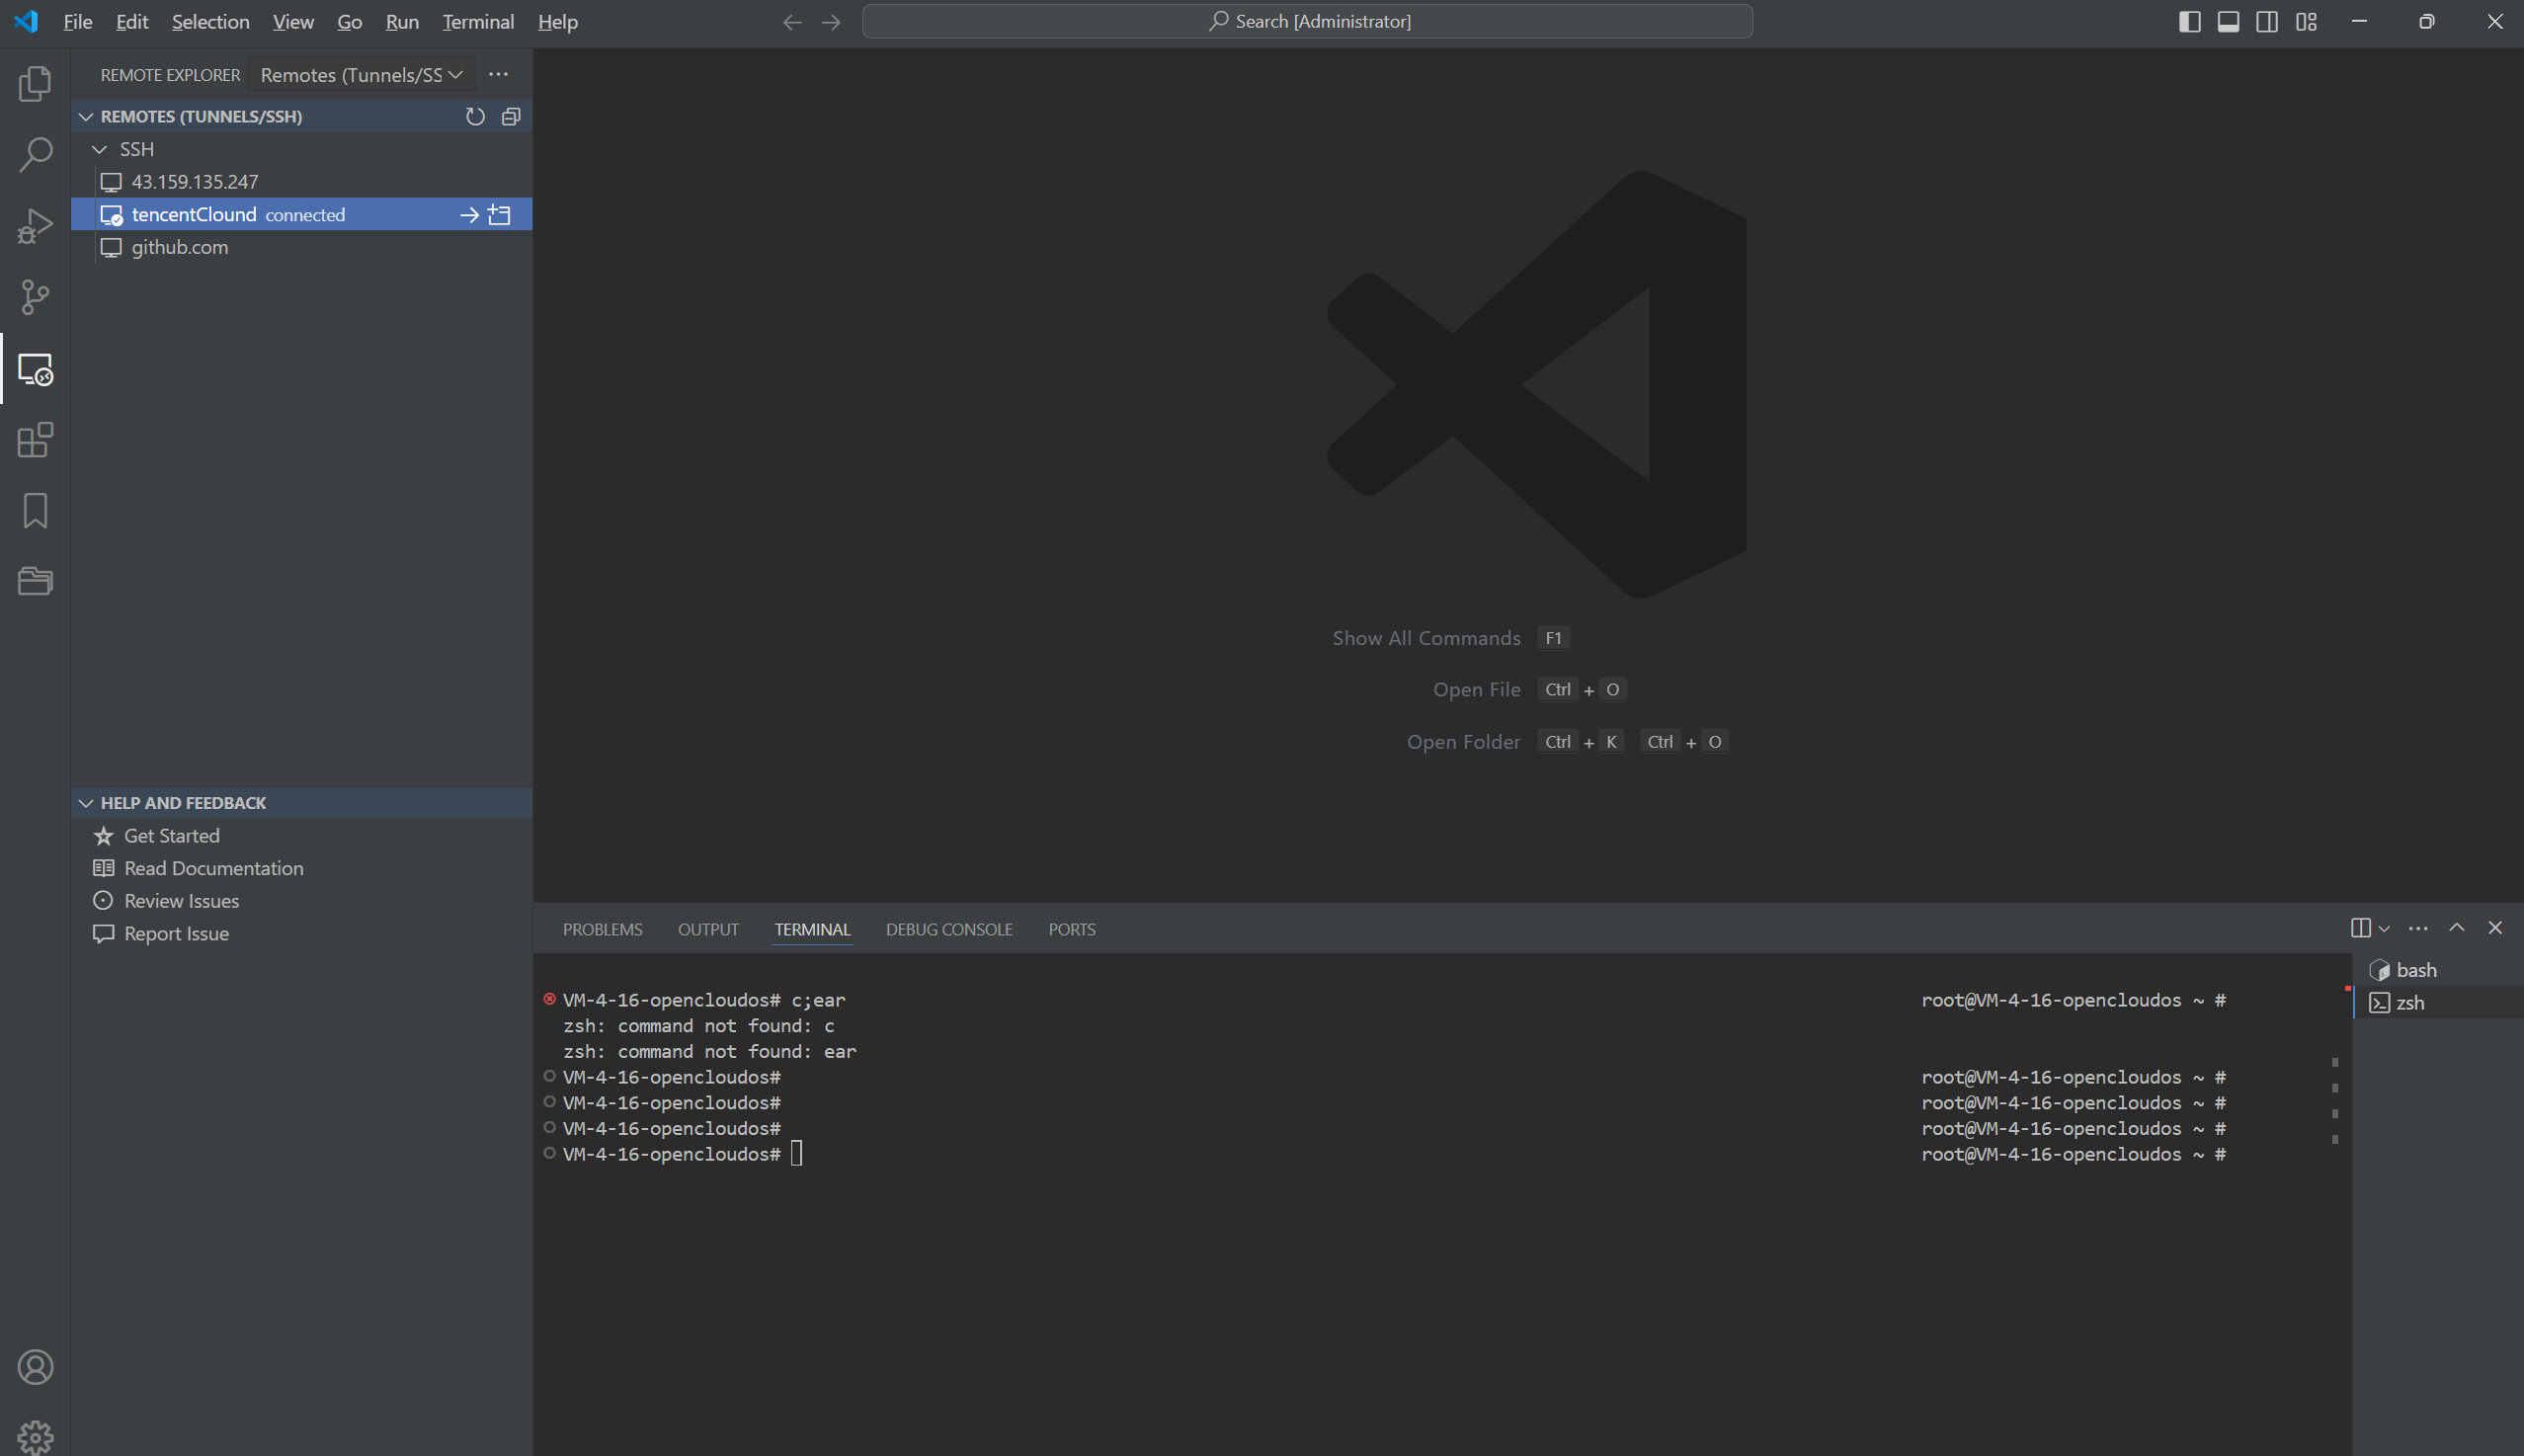 File Edit Selection View Go Run Terminal Help
Search [Administrator]
REMOTE EXPLORER Remotes (Tunnels/SS
REMOTES (TUNNELS/SSH)
SSH
43.159.135.247
tencentClound connected
github.com
Show All Commands F1
Open File Ctrl + O
Open Folder Ctrl + K Ctrl + O
HELP AND FEEDBACK
Get Started
Read Documentation
Review Issues
Report Issue
PROBLEMS OUTPUT TERMINAL DEBUG CONSOLE PORTS
VM-4-16-opencloudos# c;ear root@VM-4-16-opencloudos ~ #
zsh: command not found: c
zsh: command not found: ear
VM-4-16-opencloudos# root@VM-4-16-opencloudos ~ #
VM-4-16-opencloudos# root@VM-4-16-opencloudos ~ #
VM-4-16-opencloudos# root@VM-4-16-opencloudos ~ #
VM-4-16-opencloudos# root@VM-4-16-opencloudos ~ #
bash
zsh